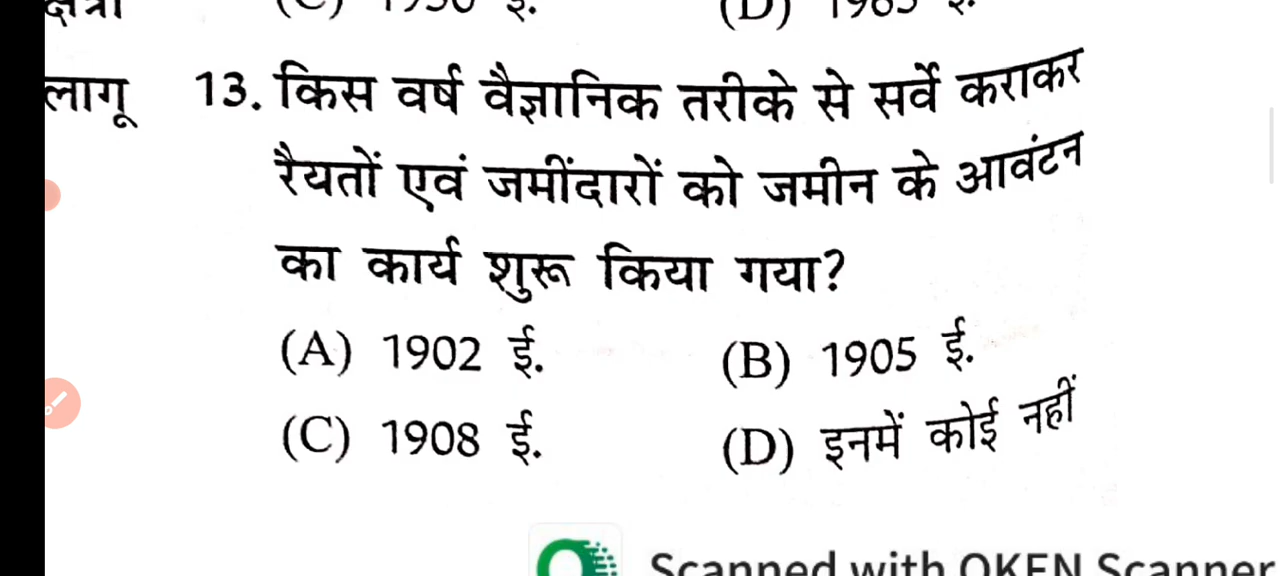 लागू
13. किस वर्ष वैज्ञानिक तरीके से सर्वे कराकर
रैयतों एवं जमींदारों को जमीन के आवंटन
का कार्य शुरू किया गया?
(A) 1902 ई. (B) 1905 ई.
(C) 1908 ई. (D) इनमें कोई नहीं
Scanned with OKEN Scanner